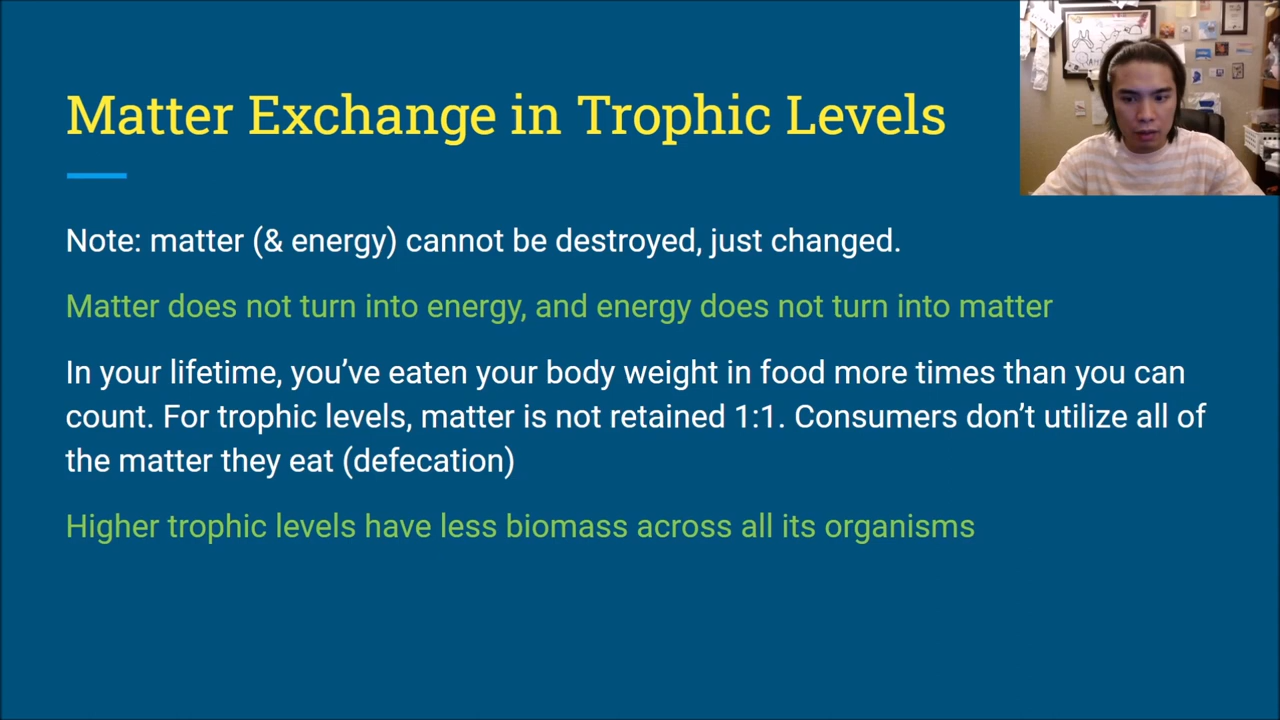 Matter Exchange in Trophic Levels
Note: matter (& energy) cannot be destroyed, just changed.
Matter does not turn into energy, and energy does not turn into matter
In your lifetime, you’ve eaten your body weight in food more times than you can
count. For trophic levels, matter is not retained 1:1. Consumers don’t utilize all of
the matter they eat (defecation)
Higher trophic levels have less biomass across all its organisms